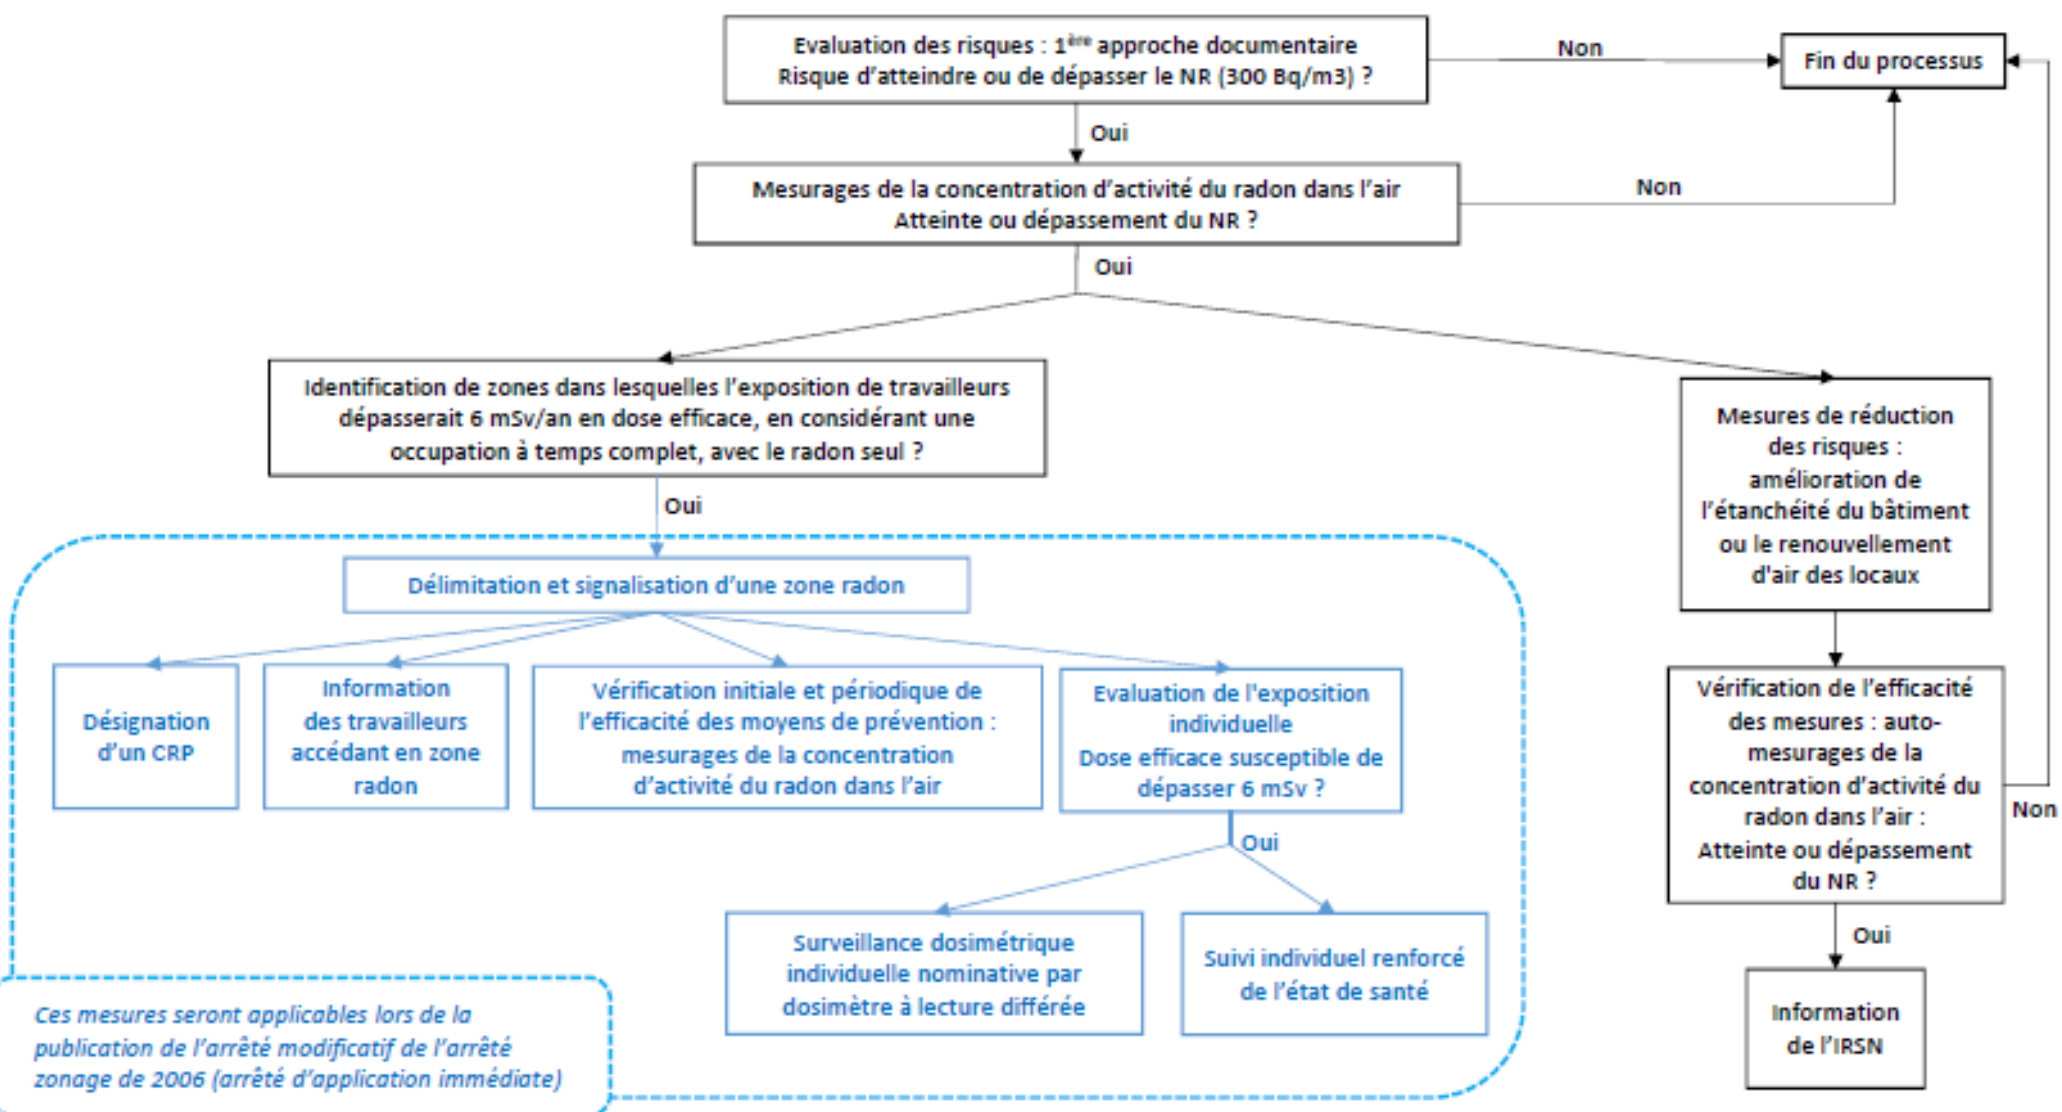 Evaluation des risques : 1ère approche documentaire
Risque d'atteindre ou de dépasser le NR (300 Bq/m3) ?
Non
Fin du processus
Oui
Mesurages de la concentration d'activité du radon dans l'air
Atteinte ou dépassement du NR ?
Non
Oui
Identification de zones dans lesquelles l'exposition de travailleurs
dépasserait 6 mSv/an en dose efficace, en considérant une
occupation à temps complet, avec le radon seul ?
Mesures de réduction
des risques :
amélioration de
l'étanchéité du bâtiment
ou le renouvellement
d'air des locaux
Oui
Délimitation et signalisation d'une zone radon
Désignation
d'un CRP
Information
des travailleurs
accédant en zone
radon
Vérification initiale et périodique de
l'efficacité des moyens de prévention :
mesurages de la concentration
d'activité du radon dans l'air
Evaluation de l'exposition
individuelle
Dose efficace susceptible de
dépasser 6 mSv ?
Vérification de l'efficacité
des mesures : auto-
mesurages de la
concentration d'activité du
radon dans l'air :
Atteinte ou dépassement
du NR ?
Non
Oui
Surveillance dosimétrique
individuelle nominative par
dosimètre à lecture différée
Suivi individuel renforcé
de l'état de santé
Oui
Information
de l'IRSN
Ces mesures seront applicables lors de la
publication de l'arrêté modificatif de l'arrêté
zonage de 2006 (arrêté d'application immédiate)